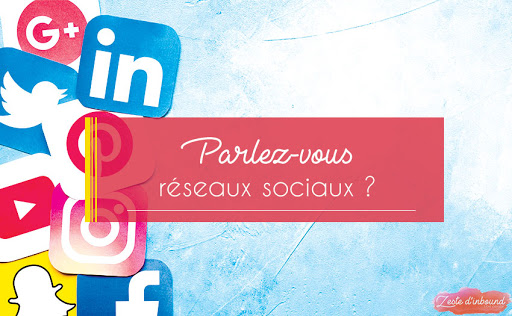 G+
in
Parlez-vous
réseaux sociaux ?
f
Zeste d'inbound